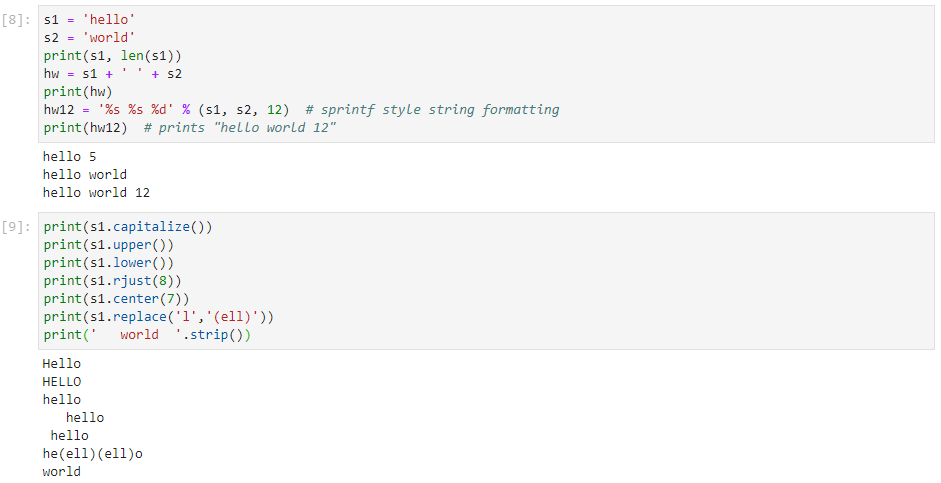 [8]: s1 = 'hello'
s2 = 'world'
print(s1, len(s1))
hw = s1 + ' ' + s2
print(hw)
hw12 = '%s %s %d' % (s1, s2, 12)  # sprintf style string formatting
print(hw12)  # prints "hello world 12"
hello 5
hello world
hello world 12
[9]: print(s1.capitalize())
print(s1.upper())
print(s1.lower())
print(s1.rjust(8))
print(s1.center(7))
print(s1.replace('l','(ell)'))
print('   world  '.strip())
Hello
HELLO
hello
   hello
 hello
he(ell)(ell)o
world